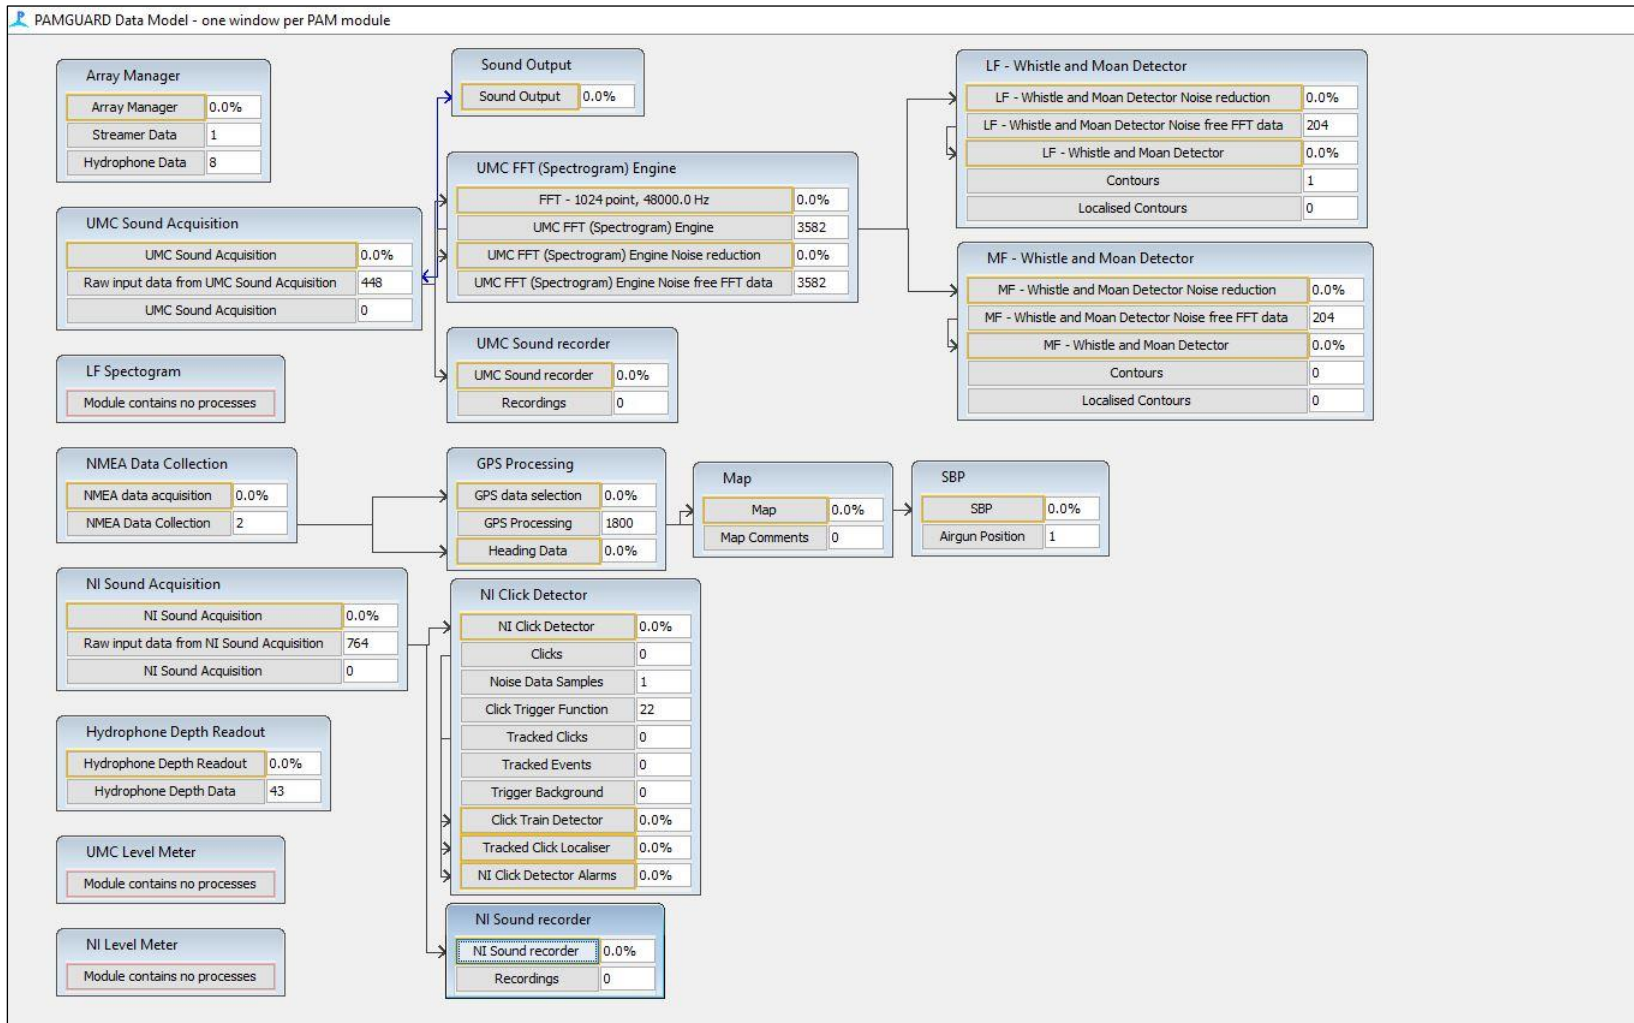 PAMGUARD Data Model - one window per PAM module
Array Manager
Array Manager 0.0%
Streamer Data 1
Hydrophone Data 8
UMC Sound Acquisition
UMC Sound Acquisition 0.0%
Raw input data from UMC Sound Acquisition 448
UMC Sound Acquisition 0
LF Spectogram
Module contains no processes
NMEA Data Collection
NMEA data acquisition 0.0%
NMEA Data Collection 2
NI Sound Acquisition
NI Sound Acquisition 0.0%
Raw input data from NI Sound Acquisition 764
NI Sound Acquisition 0
Hydrophone Depth Readout
Hydrophone Depth Readout 0.0%
Hydrophone Depth Data 43
UMC Level Meter
Module contains no processes
NI Level Meter
Module contains no processes
Sound Output
Sound Output 0.0%
UMC FFT (Spectrogram) Engine
FFT - 1024 point, 48000.0 Hz 0.0%
UMC FFT (Spectrogram) Engine 3582
UMC FFT (Spectrogram) Engine Noise reduction 0.0%
UMC FFT (Spectrogram) Engine Noise free FFT data 3582
UMC Sound recorder
UMC Sound recorder 0.0%
Recordings 0
GPS Processing
GPS data selection 0.0%
GPS Processing 1800
Heading Data 0.0%
NI Click Detector
NI Click Detector 0.0%
Clicks 0
Noise Data Samples 1
Click Trigger Function 22
Tracked Clicks 0
Tracked Events 0
Trigger Background 0
Click Train Detector 0.0%
Tracked Click Localiser 0.0%
NI Click Detector Alarms 0.0%
NI Sound recorder
NI Sound recorder 0.0%
Recordings 0
Map
Map 0.0%
Map Comments 0
SBP
SBP 0.0%
Airgun Position 1
LF - Whistle and Moan Detector
LF - Whistle and Moan Detector Noise reduction 0.0%
LF - Whistle and Moan Detector Noise free FFT data 204
LF - Whistle and Moan Detector 0.0%
Contours 1
Localised Contours 0
MF - Whistle and Moan Detector
MF - Whistle and Moan Detector Noise reduction 0.0%
MF - Whistle and Moan Detector Noise free FFT data 204
MF - Whistle and Moan Detector 0.0%
Contours 0
Localised Contours 0